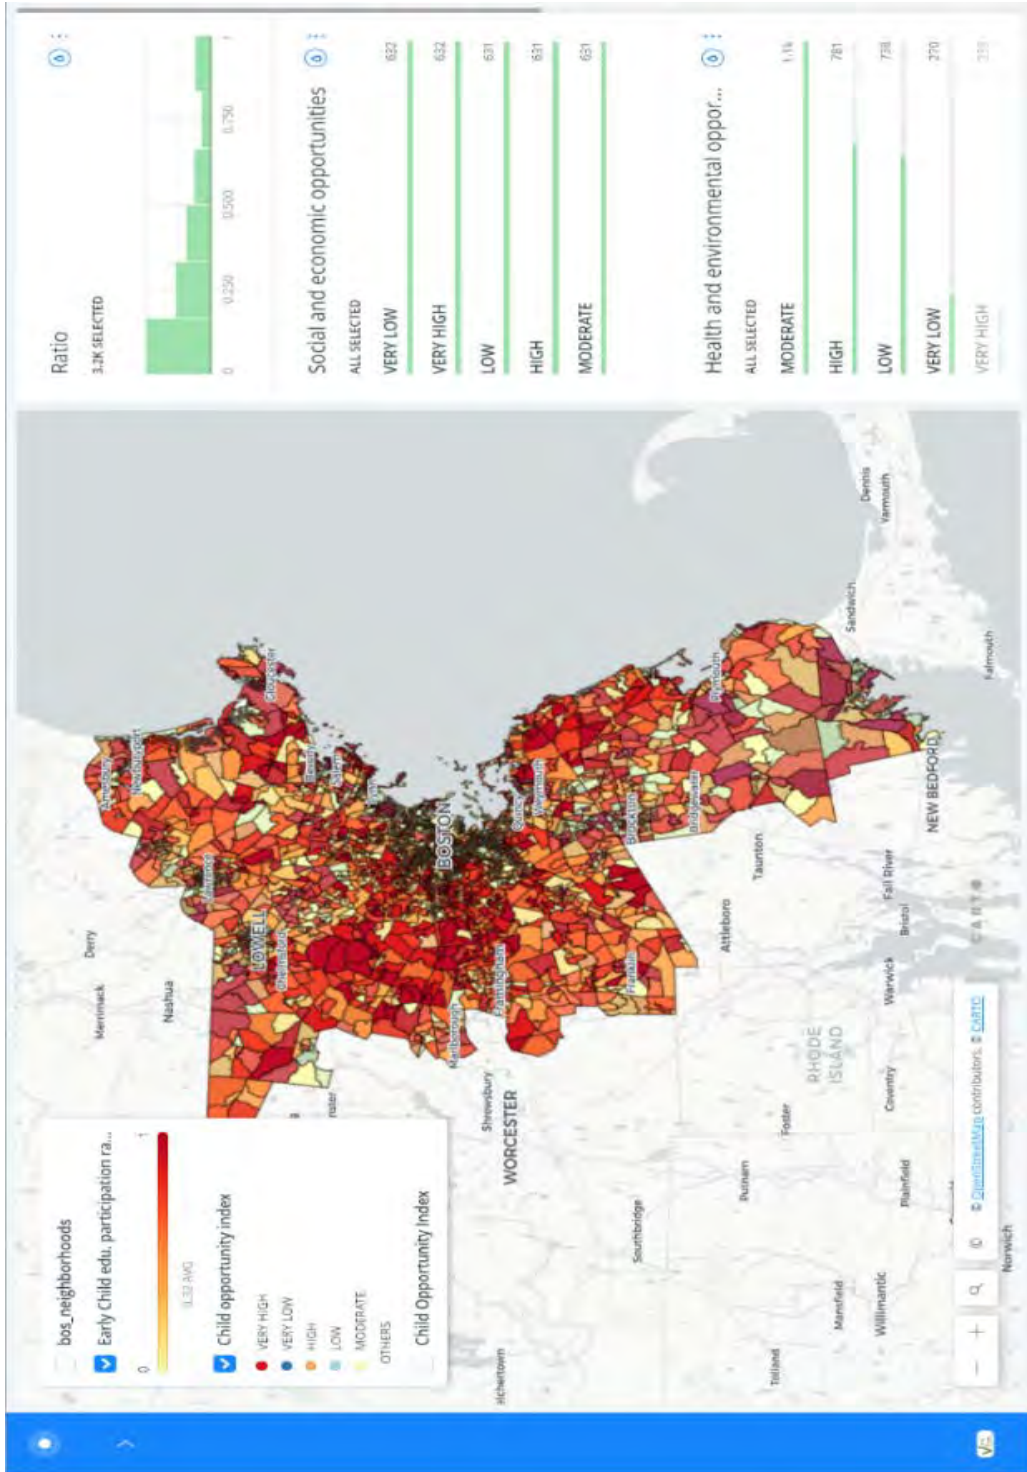 bos_neighborhoods
Early Child edu. participation ra...
0 1
0.32 AVG
Child opportunity index
VERY HIGH
VERY LOW
HIGH
LOW
MODERATE
OTHERS
Child Opportunity Index
Derry
Merrimack
Nashua
Amesbury
Newburyport
Lawrence
LOWELL
Chelmsford
Gloucester
Beverly
Salem
Lynn
BOSTON
Marlborough
Framingham
Quincy
Weymouth
Shrewsbury
WORCESTER
Franklin
Brockton
Bridgewater
Plymouth
Southbridge
Attleboro
Taunton
Putnam
Foster
RHODE
ISLAND
Tolland
Mansfield
Willimantic
Plainfield
Coventry
Warwick
Bristol
Fall River
NEW BEDFORD
Sandwich
Dennis
Yarmouth
Falmouth
Norwich
CARTO
© OpenStreetMap contributors, © CARTO
Ratio
3.2K SELECTED
0 0.250 0.500 0.750 1
Social and economic opportunities
ALL SELECTED
VERY LOW 632
VERY HIGH 632
LOW 631
HIGH 631
MODERATE 631
Health and environmental oppor...
ALL SELECTED
MODERATE 1.1k
HIGH 781
LOW 738
VERY LOW 270
VERY HIGH